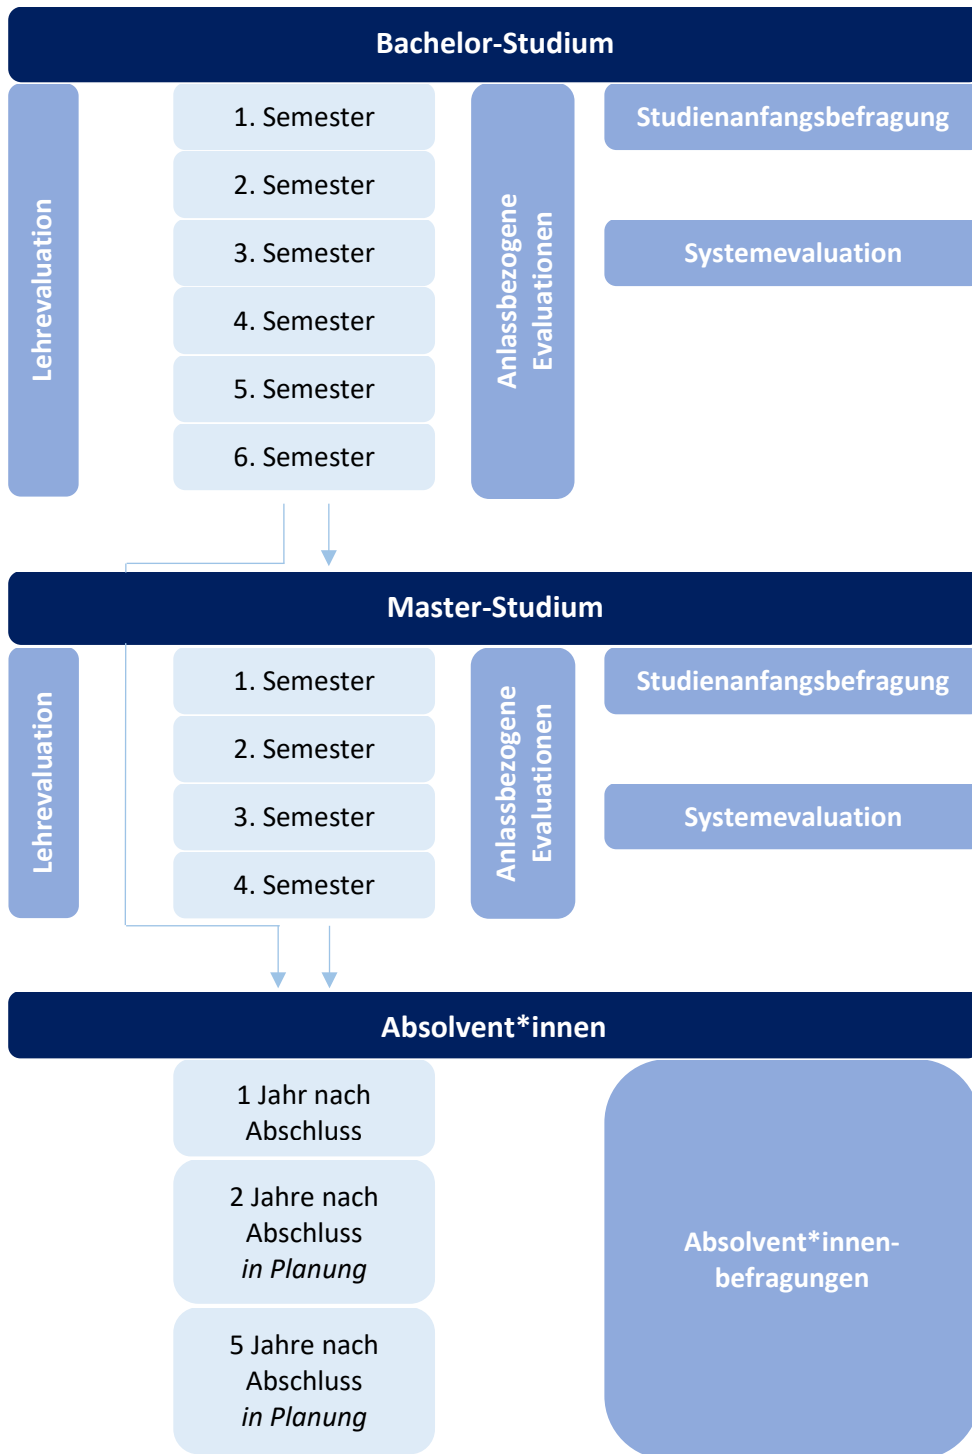 Bachelor-Studium
Lehrevaluation
1. Semester
2. Semester
3. Semester
4. Semester
5. Semester
6. Semester
Anlassbezogene
Evaluationen
Studienanfangsbefragung
Systemevaluation
Master-Studium
Lehrevaluation
1. Semester
2. Semester
3. Semester
4. Semester
Anlassbezogene
Evaluationen
Studienanfangsbefragung
Systemevaluation
Absolvent*innen
1 Jahr nach
Abschluss
2 Jahre nach
Abschluss
in Planung
5 Jahre nach
Abschluss
in Planung
Absolvent*innen-
befragungen